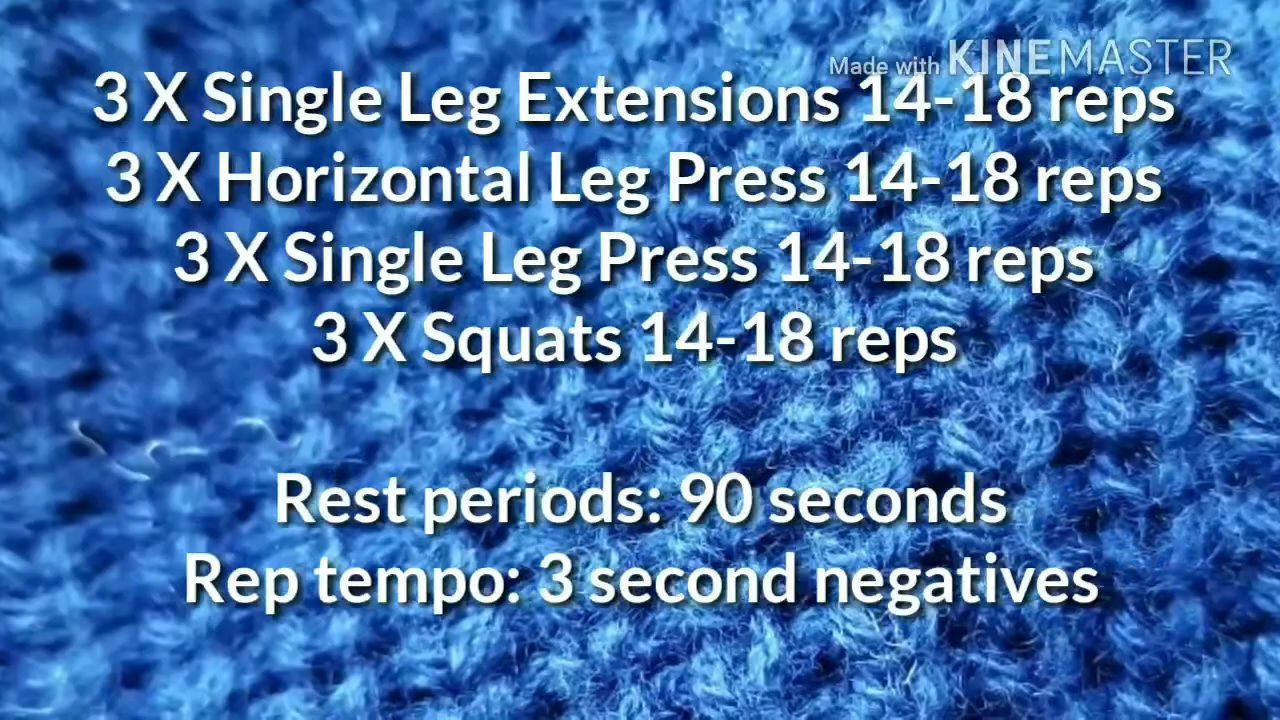 Made with KINEMASTER
3 X Single Leg Extensions 14-18 reps
3 X Horizontal Leg Press 14-18 reps
3 X Single Leg Press 14-18 reps
3 X Squats 14-18 reps
Rest periods: 90 seconds
Rep tempo: 3 second negatives